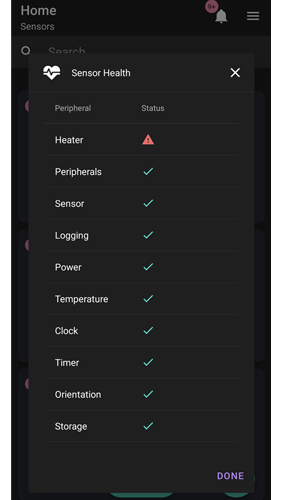 Home
9+
Sensors
Search
Sensor Health
Peripheral Status
Heater
Peripherals
Sensor
Logging
Power
Temperature
Clock
Timer
Orientation
Storage
DONE